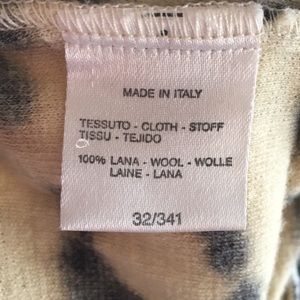 MADE IN ITALY
TESSUTO - CLOTH - STOFF
TISSU - TEJIDO
100% LANA - WOOL - WOLLE
LAINE - LANA
32/341